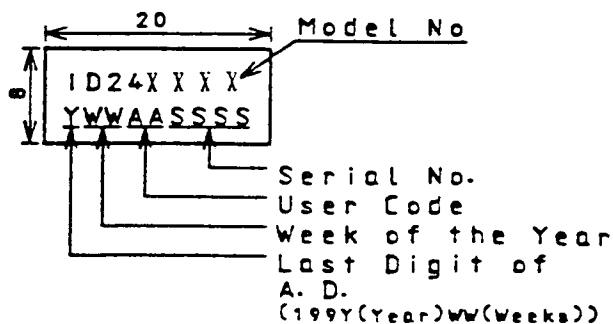 20
Model No
8
1D24XXXX
YWWAASSSS
Serial No.
User Code
Week of the Year
Last Digit of
A. D.
(199Y(Year)WW(Weeks))